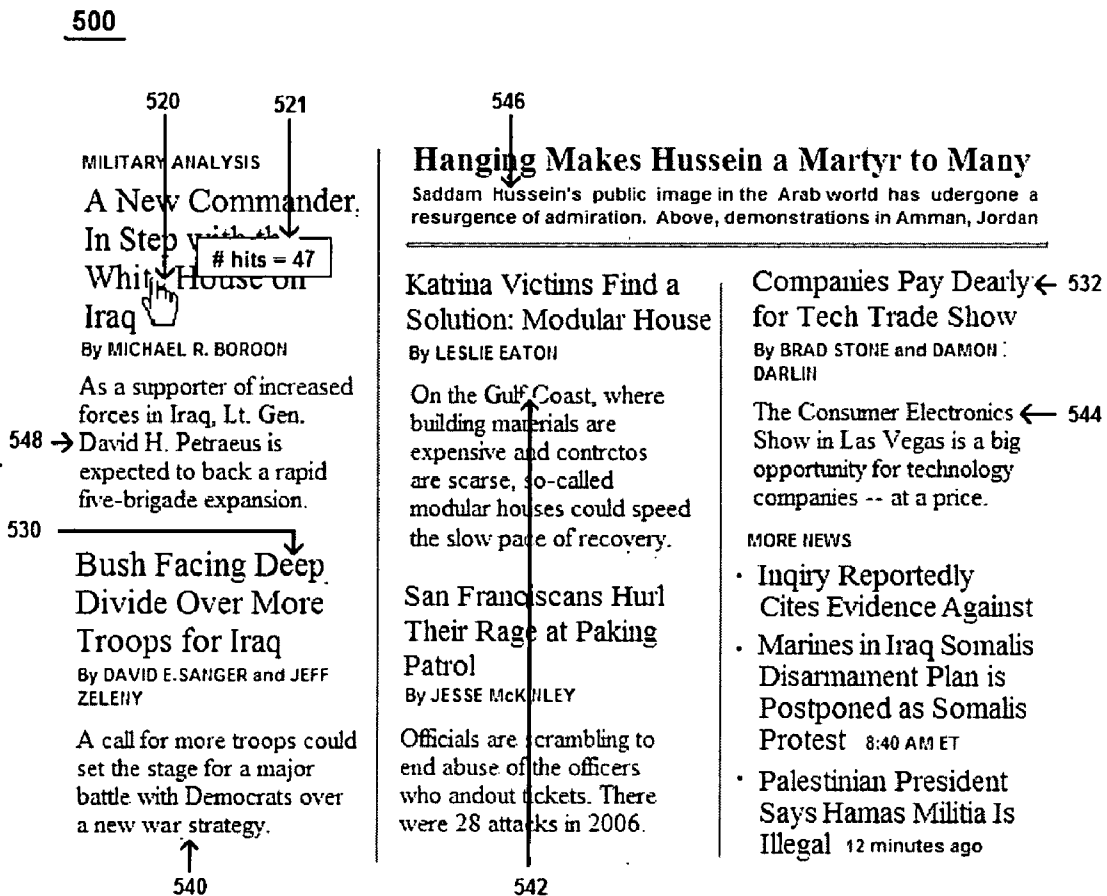 500
520
521
546
MILITARY ANALYSIS
A New Commander,
In Step with th
# hits = 47
White House on
Iraq
By MICHAEL R. BOROON
548
As a supporter of increased
forces in Iraq, Lt. Gen.
David H. Petraeus is
expected to back a rapid
five-brigade expansion.
530
Bush Facing Deep
Divide Over More
Troops for Iraq
By DAVID E.SANGER and JEFF
ZELENY
A call for more troops could
set the stage for a major
battle with Democrats over
a new war strategy.
540
Hanging Makes Hussein a Martyr to Many
Saddam Hussein's public image in the Arab world has udergone a
resurgence of admiration. Above, demonstrations in Amman, Jordan
Katrina Victims Find a
Solution: Modular House
By LESLIE EATON
On the Gulf Coast, where
building materials are
expensive and contrctos
are scarse, so-called
modular houses could speed
the slow pace of recovery.
San Franciscans Hurl
Their Rage at Paking
Patrol
By JESSE McKINLEY
Officials are scrambling to
end abuse of the officers
who andout tickets. There
were 28 attacks in 2006.
542
Companies Pay Dearly
532
for Tech Trade Show
By BRAD STONE and DAMON
DARLIN
The Consumer Electronics
544
Show in Las Vegas is a big
opportunity for technology
companies -- at a price.
MORE NEWS
· Inqiry Reportedly
Cites Evidence Against
· Marines in Iraq Somalis
Disarmament Plan is
Postponed as Somalis
Protest 8:40 AM ET
· Palestinian President
Says Hamas Militia Is
Illegal 12 minutes ago